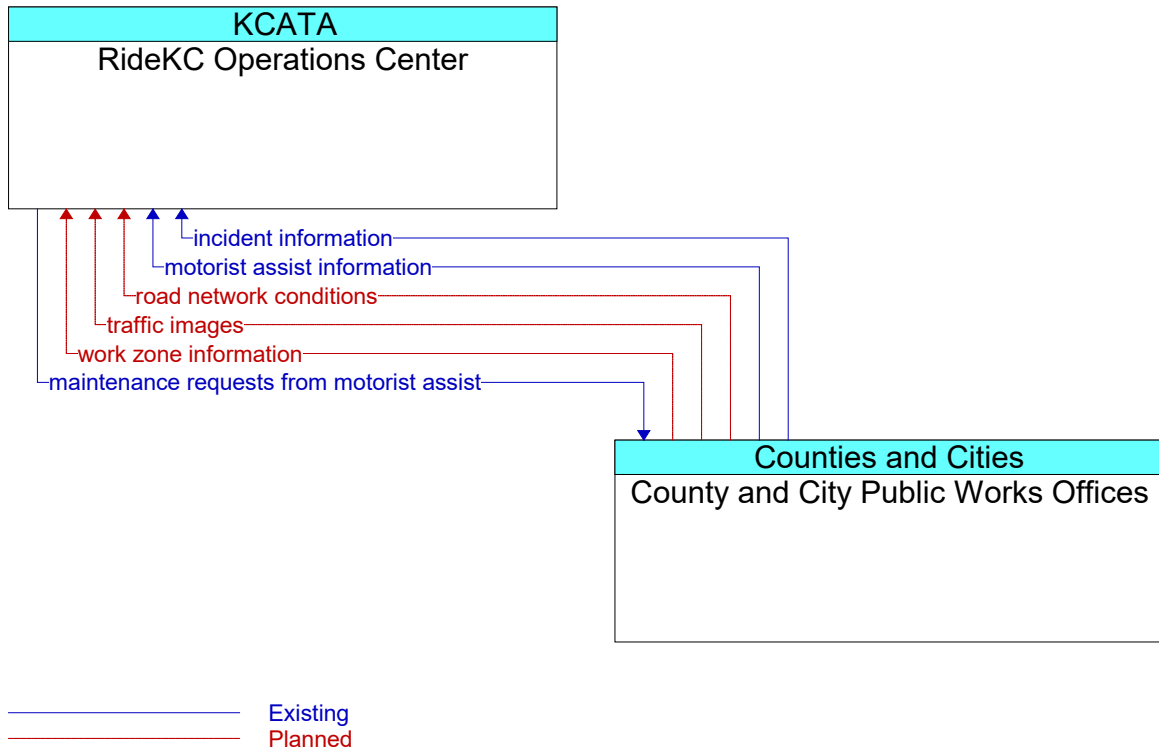 KCATA
RideKC Operations Center
incident information
motorist assist information
road network conditions
traffic images
work zone information
maintenance requests from motorist assist
Counties and Cities
County and City Public Works Offices
Existing
Planned